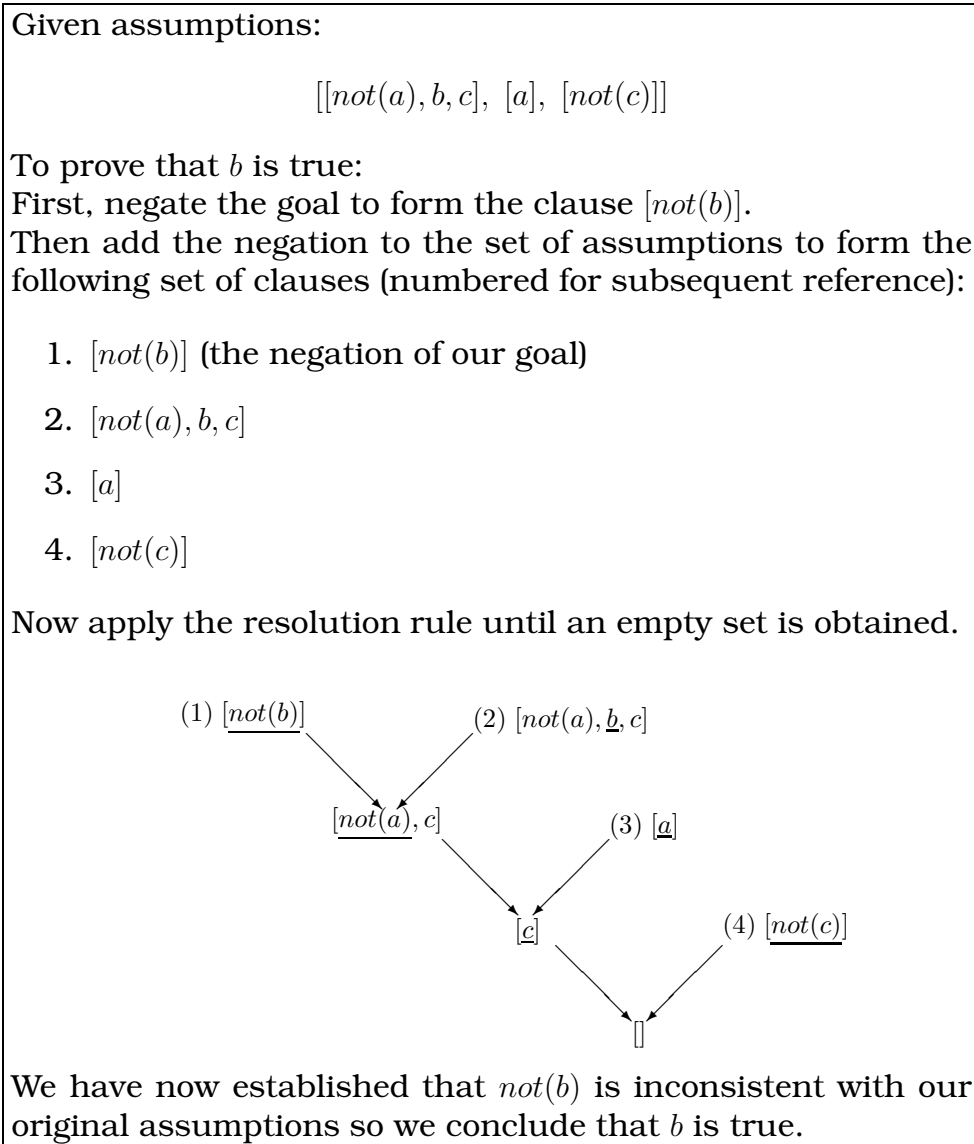 Given assumptions:
[[not(a), b, c], [a], [not(c)]]
To prove that b is true:
First, negate the goal to form the clause [not(b)].
Then add the negation to the set of assumptions to form the
following set of clauses (numbered for subsequent reference):
1. [not(b)] (the negation of our goal)
2. [not(a), b, c]
3. [a]
4. [not(c)]
Now apply the resolution rule until an empty set is obtained.
(1) [not(b)] (2) [not(a), b, c]
[not(a), c] (3) [a]
[c] (4) [not(c)]
[]
We have now established that not(b) is inconsistent with our
original assumptions so we conclude that b is true.